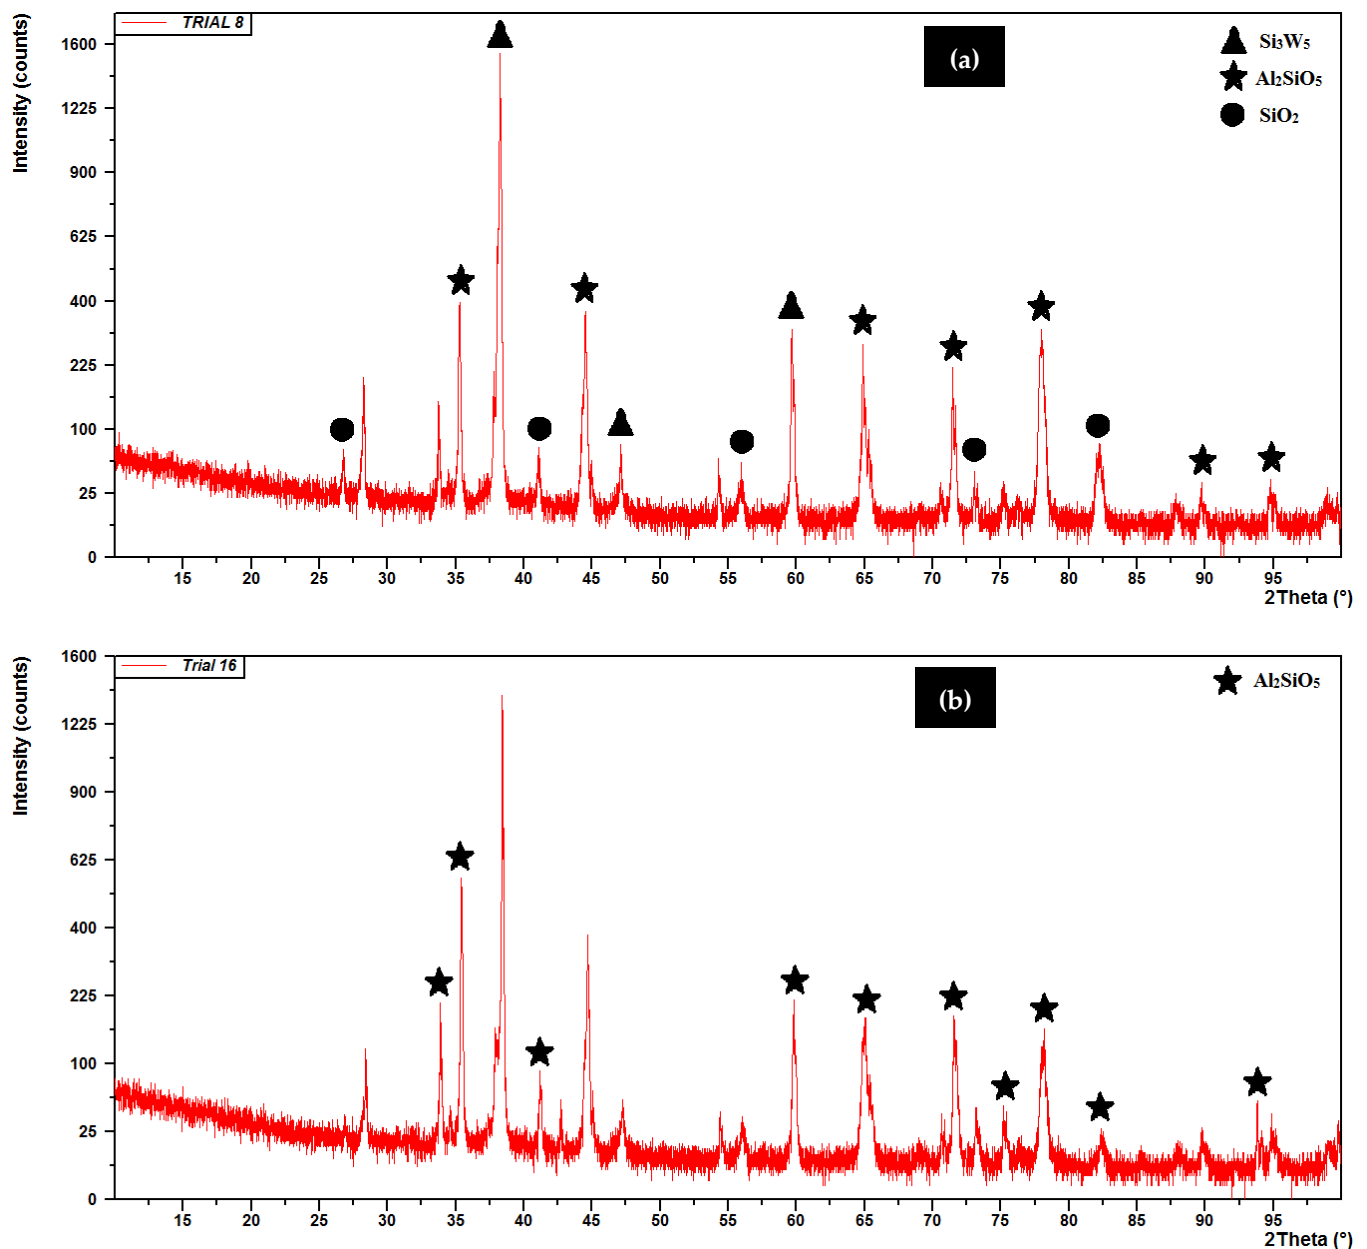 TRIAL 8
Intensity (counts)
(a)
Si₃W₅
Al₂SiO₅
SiO₂
1600
1225
900
625
400
225
100
25
0
15 20 25 30 35 40 45 50 55 60 65 70 75 80 85 90 95
2Theta (°)
Trial 16
Intensity (counts)
(b)
Al₂SiO₅
1600
1225
900
625
400
225
100
25
0
15 20 25 30 35 40 45 50 55 60 65 70 75 80 85 90 95
2Theta (°)